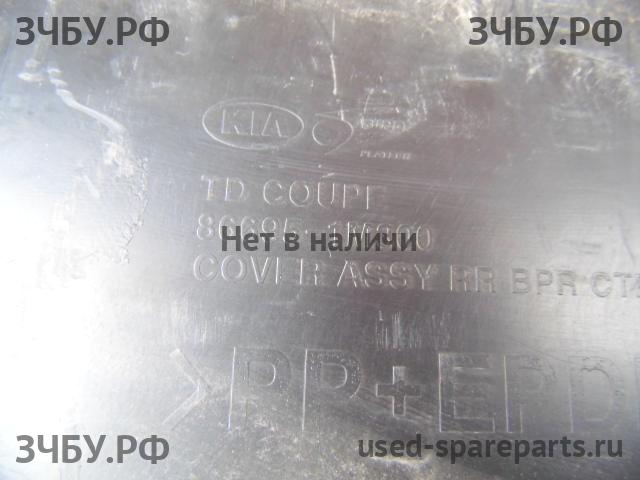 ЗЧБУ.РФ ЗЧБУ.РФ
KIA
TD COUPE
Нет в наличии
COVER ASSY RR BPR
>PP+EPD
ЗЧБУ.РФ used-spareparts.ru